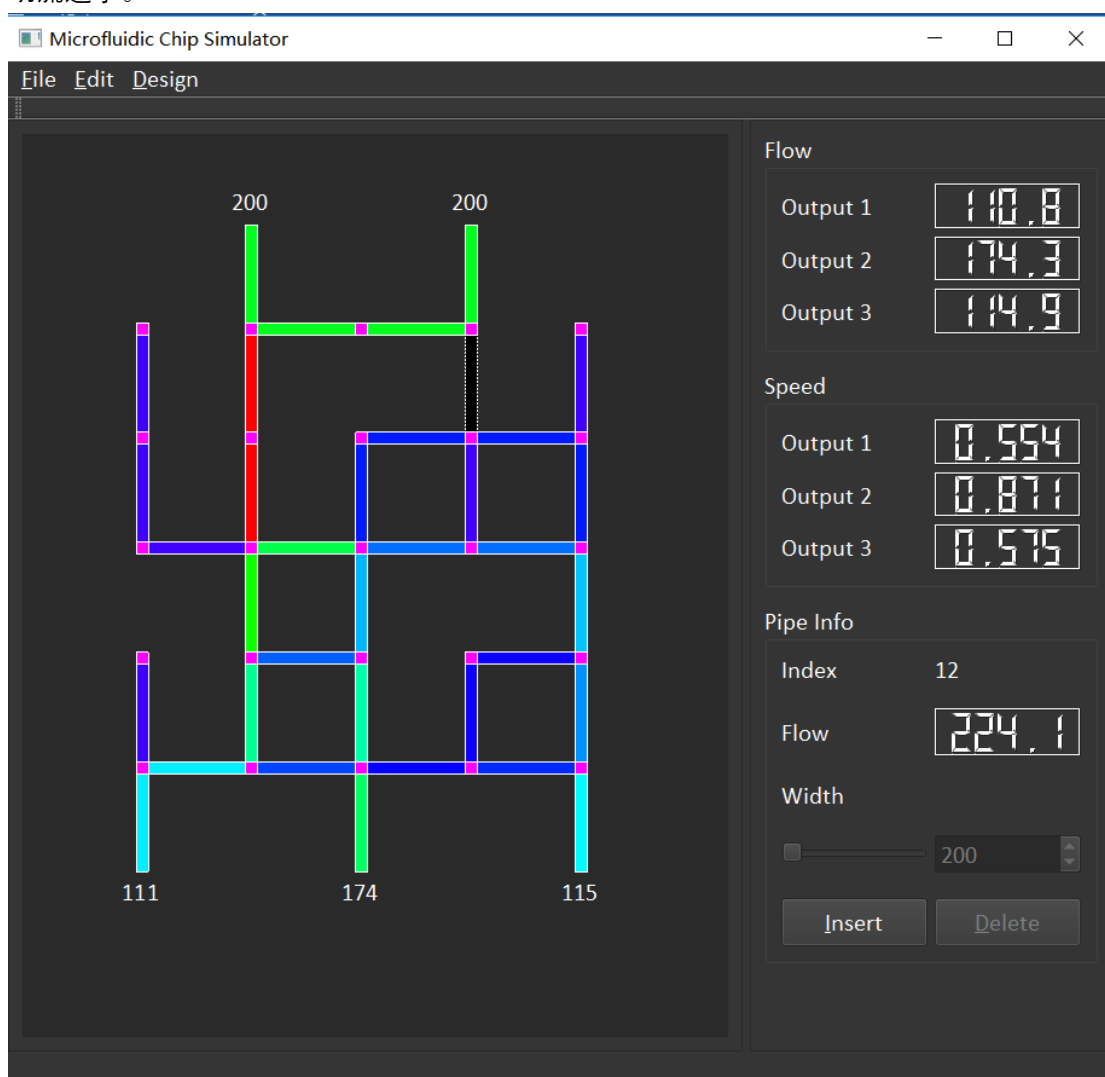 Microfluidic Chip Simulator
File Edit Design
200 200
111 174 115
Flow
Output 1 110.8
Output 2 174.3
Output 3 114.9
Speed
Output 1 0.554
Output 2 0.871
Output 3 0.575
Pipe Info
Index 12
Flow 224.1
Width
200
Insert Delete